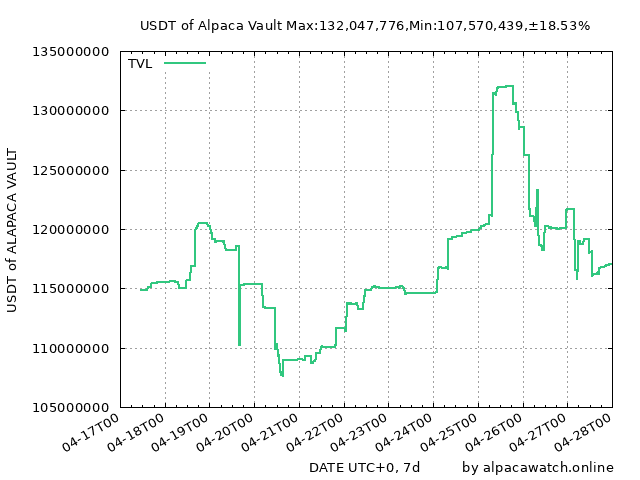 USDT of Alpaca Vault Max:132,047,776,Min:107,570,439,±18.53%
TVL
USDT of ALAPACA VAULT
135000000
130000000
125000000
120000000
115000000
110000000
105000000
04-17T00
04-18T00
04-19T00
04-20T00
04-21T00
04-22T00
04-23T00
04-24T00
04-25T00
04-26T00
04-27T00
04-28T00
DATE UTC+0, 7d
by alpacawatch.online